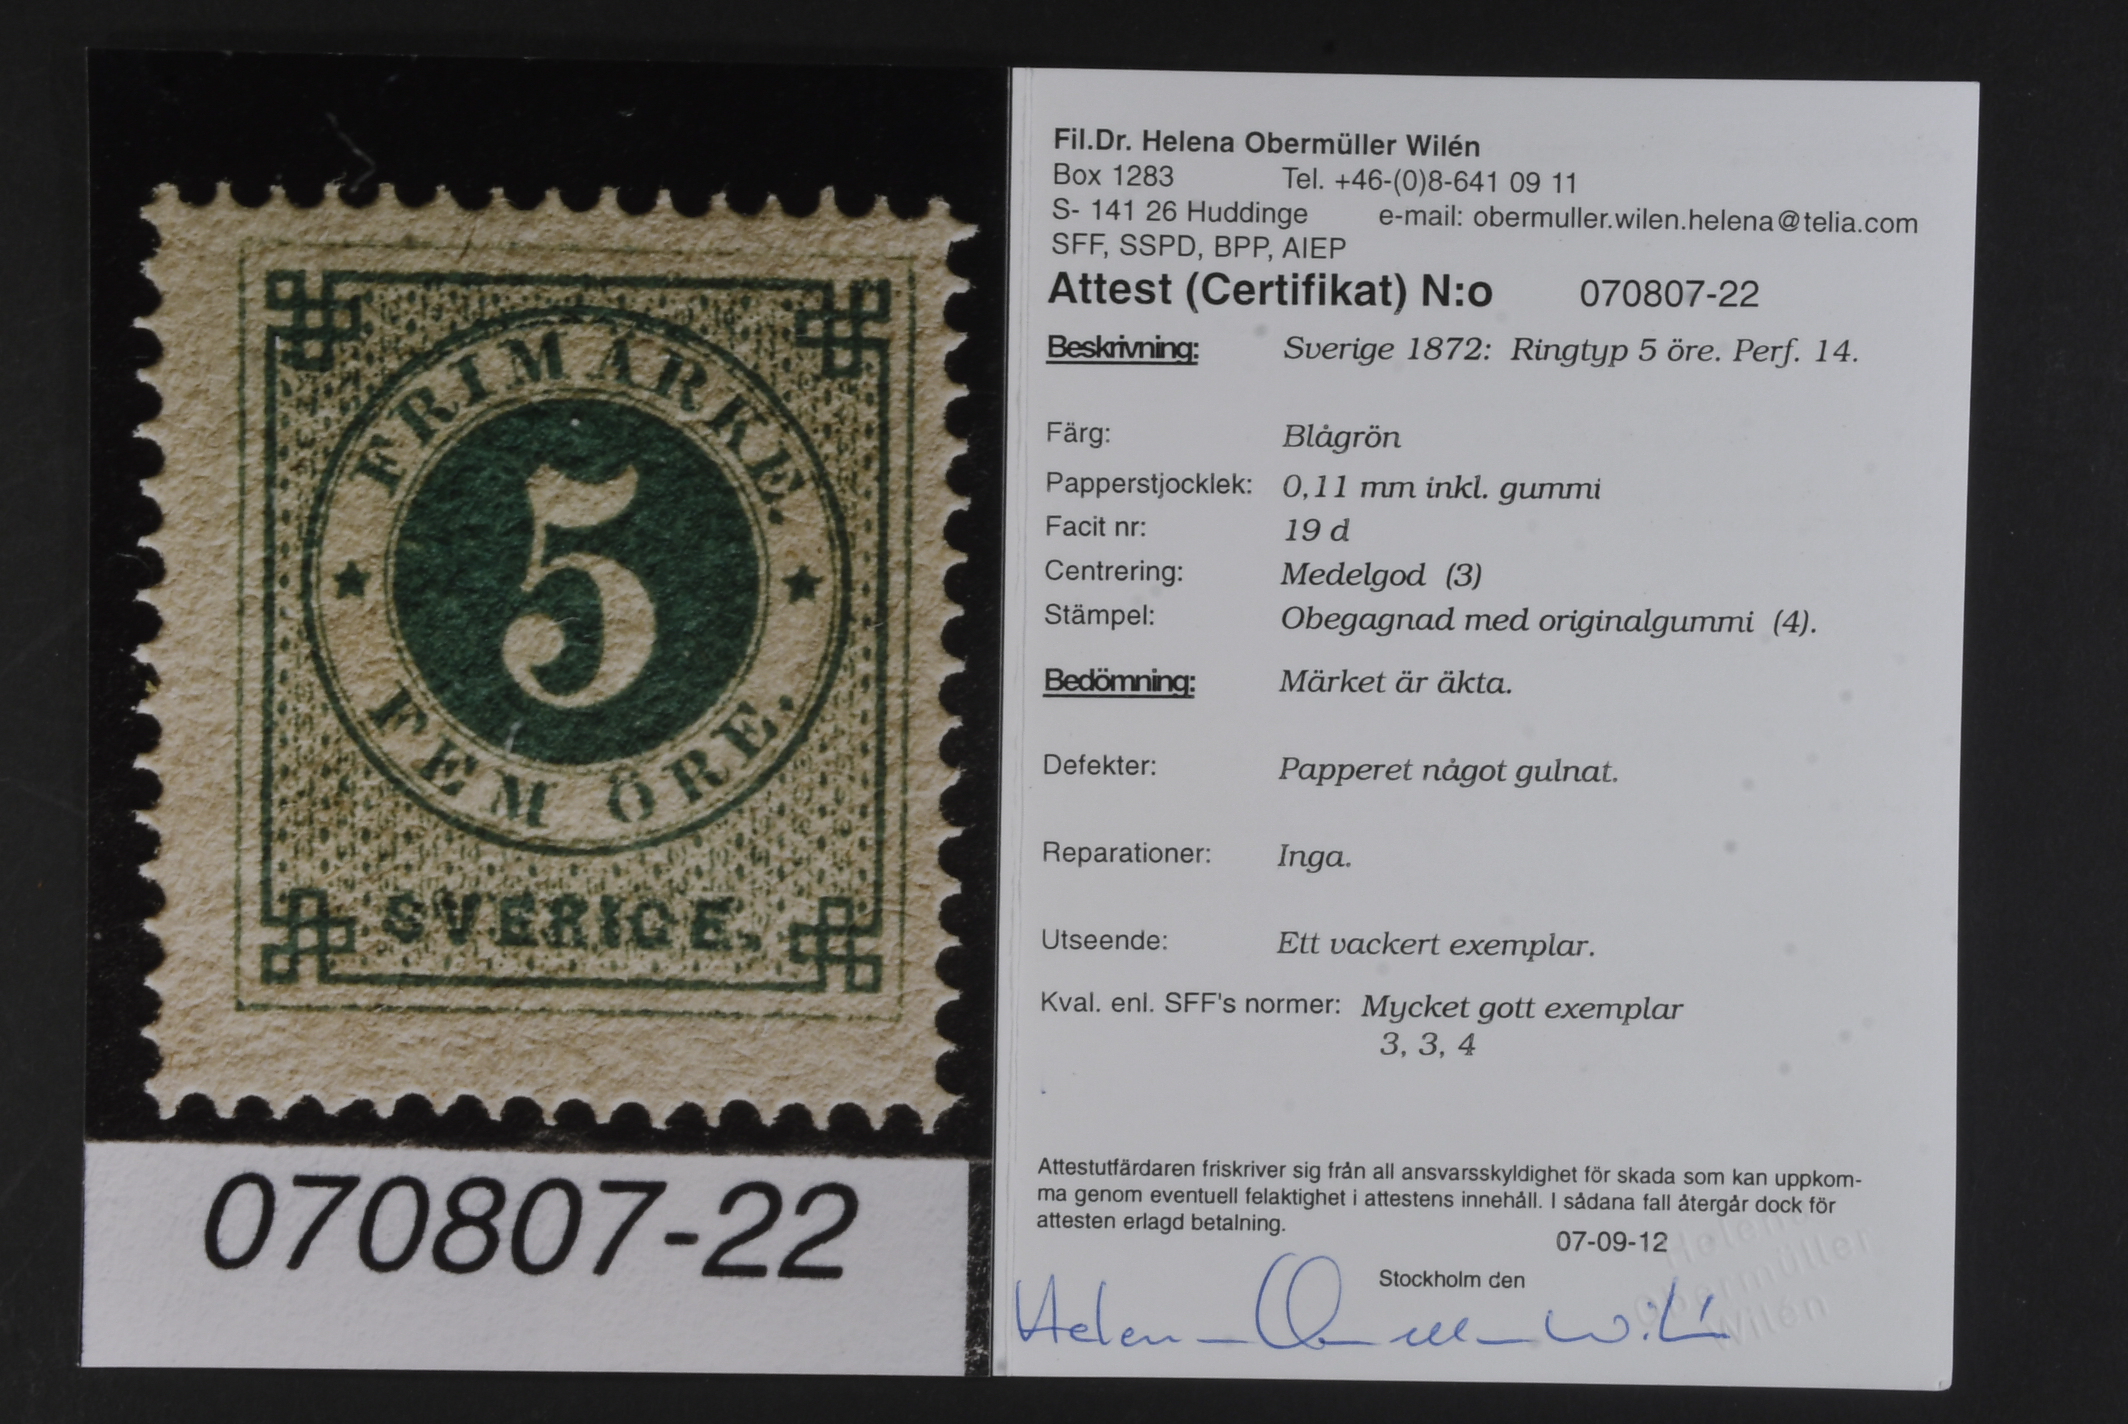 FRIMÄRKE.
5
FEM ÖRE.
SVERIGE.
070807-22
Fil.Dr. Helena Obermüller Wilén
Box 1283 Tel. +46-(0)8-641 09 11
S- 141 26 Huddinge e-mail: obermuller.wilen.helena@telia.com
SFF, SSPD, BPP, AIEP
Attest (Certifikat) N:o 070807-22
Beskrivning: Sverige 1872: Ringtyp 5 öre. Perf. 14.
Färg: Blågrön
Papperstjocklek: 0,11 mm inkl. gummi
Facit nr: 19 d
Centrering: Medelgod (3)
Stämpel: Obegagnad med originalgummi (4).
Bedömning: Märket är äkta.
Defekter: Papperet något gulnat.
Reparationer: Inga.
Utseende: Ett vackert exemplar.
Kval. enl. SFF's normer: Mycket gott exemplar
3, 3, 4
Attestutfärdaren friskriver sig från all ansvarsskyldighet för skada som kan uppkom-
ma genom eventuell felaktighet i attestens innehåll. I sådana fall återgår dock för
attesten erlagd betalning.
07-09-12
Stockholm den
Helena Obermüller Wilén
Helena
Obermüller
Wilén